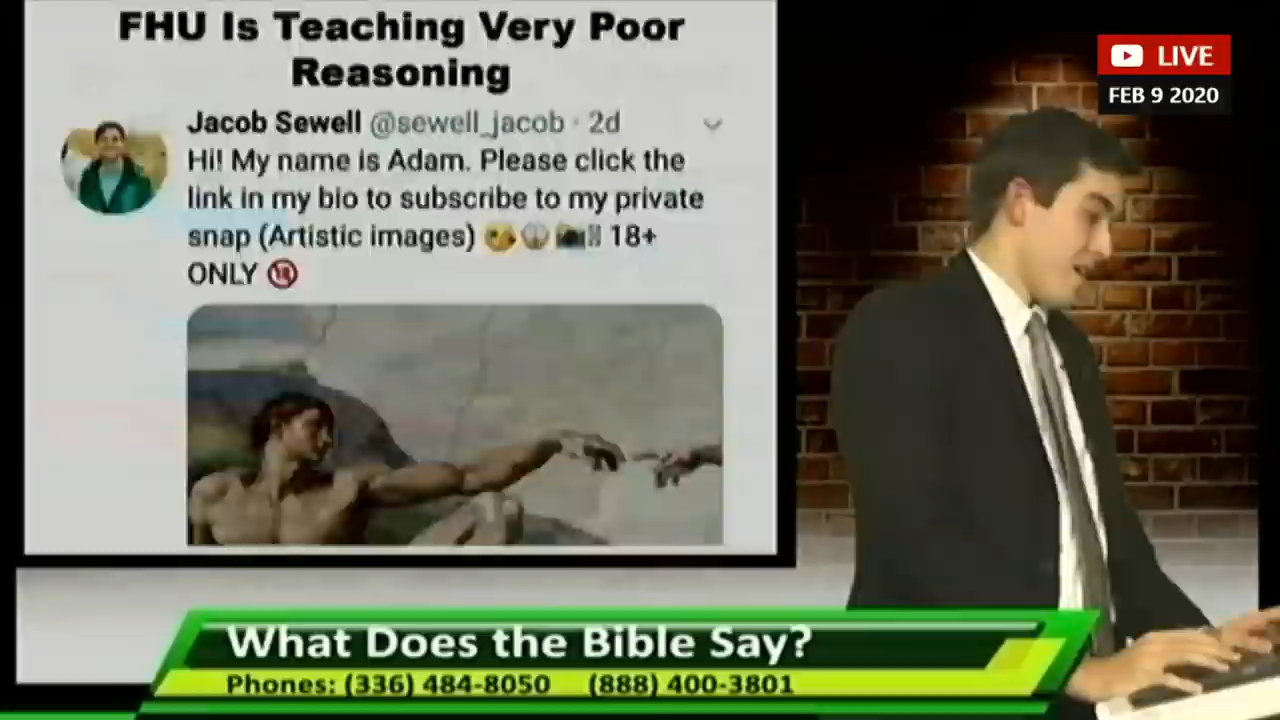 FHU Is Teaching Very Poor
Reasoning
Jacob Sewell @sewell_jacob · 2d
Hi! My name is Adam. Please click the
link in my bio to subscribe to my private
snap (Artistic images) 18+
ONLY 🔞
LIVE
FEB 9 2020
What Does the Bible Say?
Phones: (336) 484-8050 (888) 400-3801